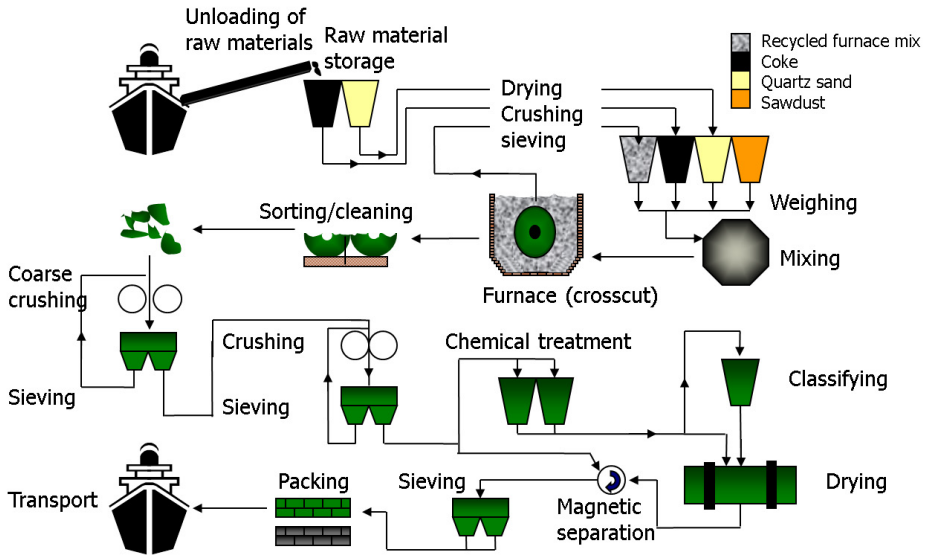 Unloading of
raw materials
Raw material
storage
Recycled furnace mix
Coke
Quartz sand
Sawdust
Drying
Crushing
sieving
Weighing
Sorting/cleaning
Mixing
Furnace (crosscut)
Coarse
crushing
Sieving
Crushing
Sieving
Chemical treatment
Classifying
Drying
Magnetic
separation
Sieving
Packing
Transport